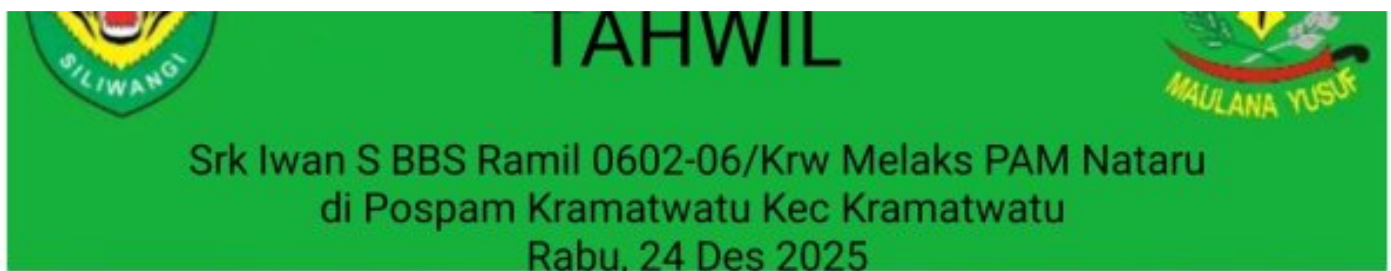 TAHWIL
SILIWANGI
MAULANA YUSUF
Srk Iwan S BBS Ramil 0602-06/Krw Melaks PAM Nataru
di Pospam Kramatwatu Kec Kramatwatu
Rabu, 24 Des 2025